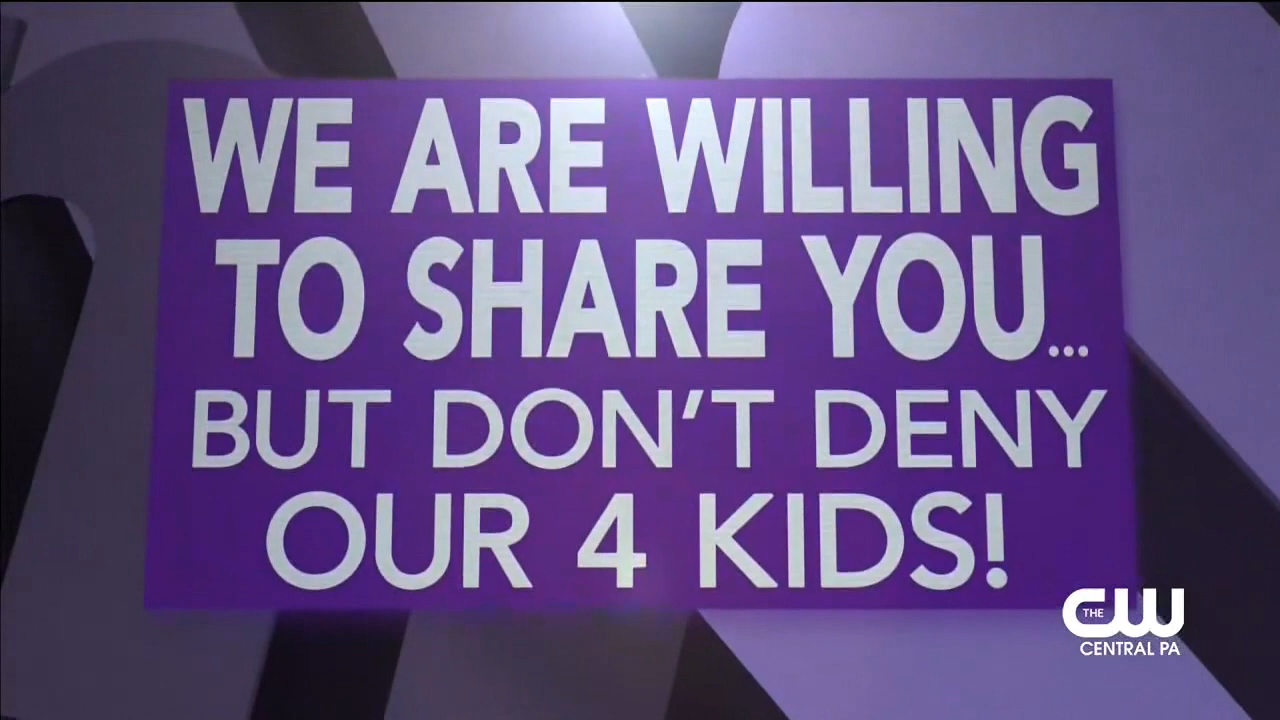 WE ARE WILLING
TO SHARE YOU...
BUT DON'T DENY
OUR 4 KIDS!
THE CW
CENTRAL PA